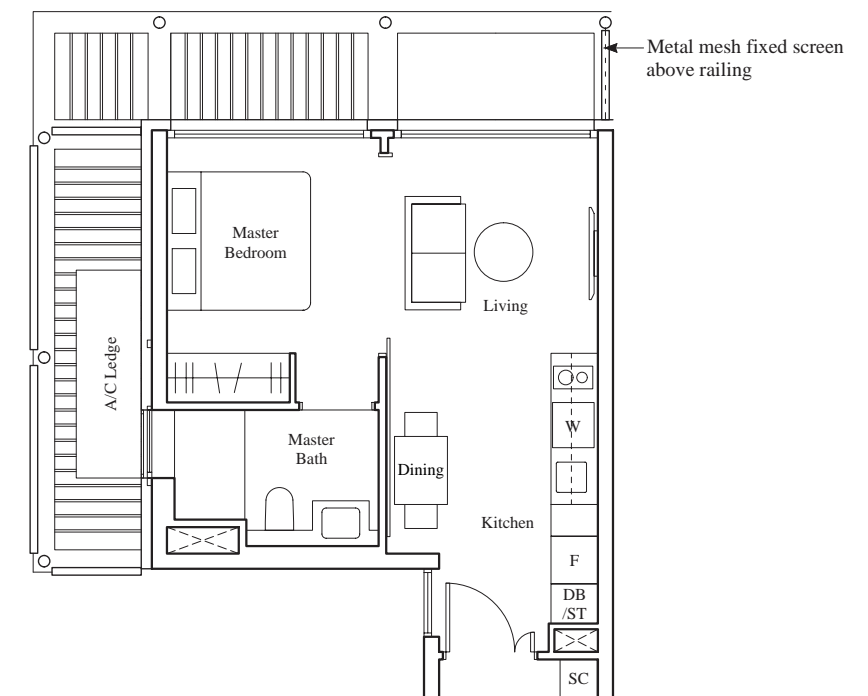 Metal mesh fixed screen
above railing
Master
Bedroom
Living
A/C Ledge
W
Master
Bath
Dining
Kitchen
F
DB
/ST
SC